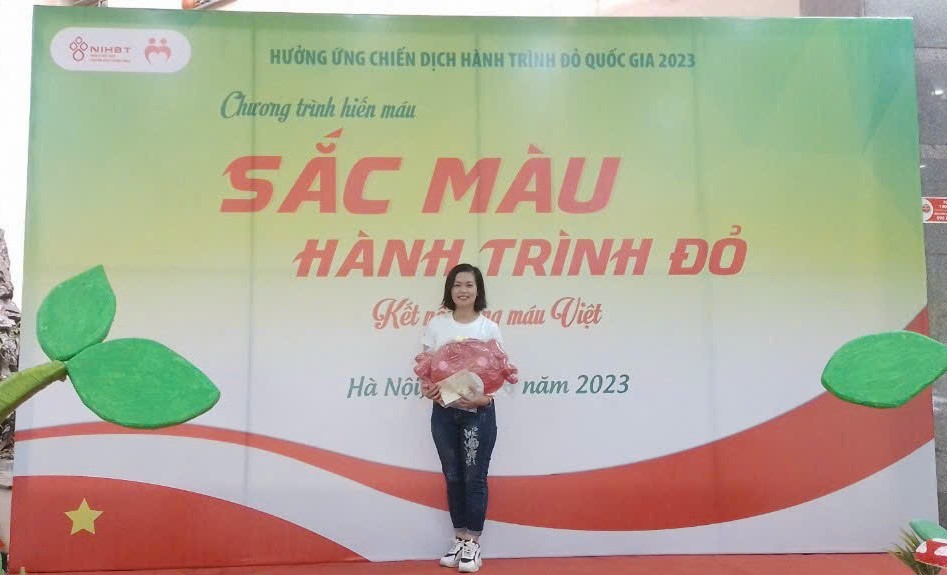 NIHBT
HƯỞNG ỨNG CHIẾN DỊCH HÀNH TRÌNH ĐỎ QUỐC GIA 2023
Chương trình hiến máu
SẮC MÀU
HÀNH TRÌNH ĐỎ
Kết máu Việt
Hà Nội, năm 2023